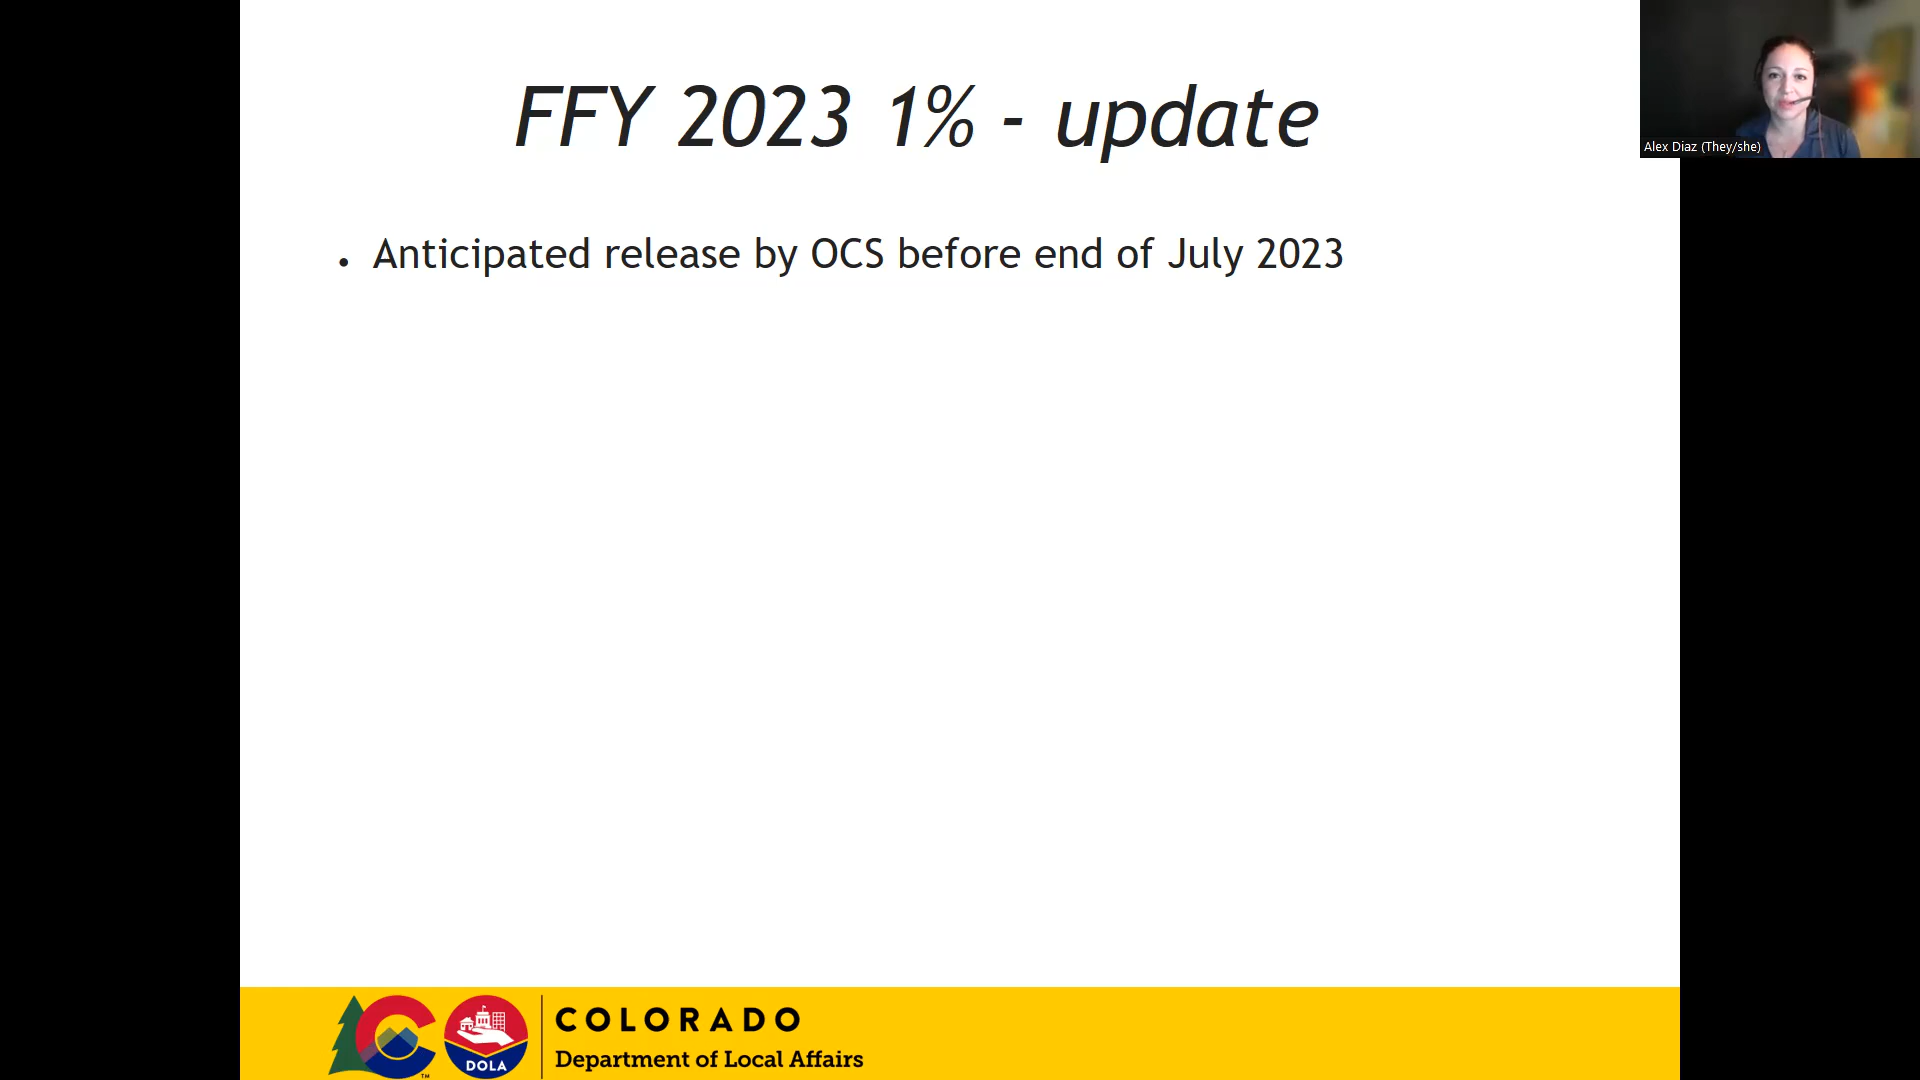 FFY 2023 1% - update
Alex Diaz (They/she)
• Anticipated release by OCS before end of July 2023
DOLA
TM
COLORADO
Department of Local Affairs